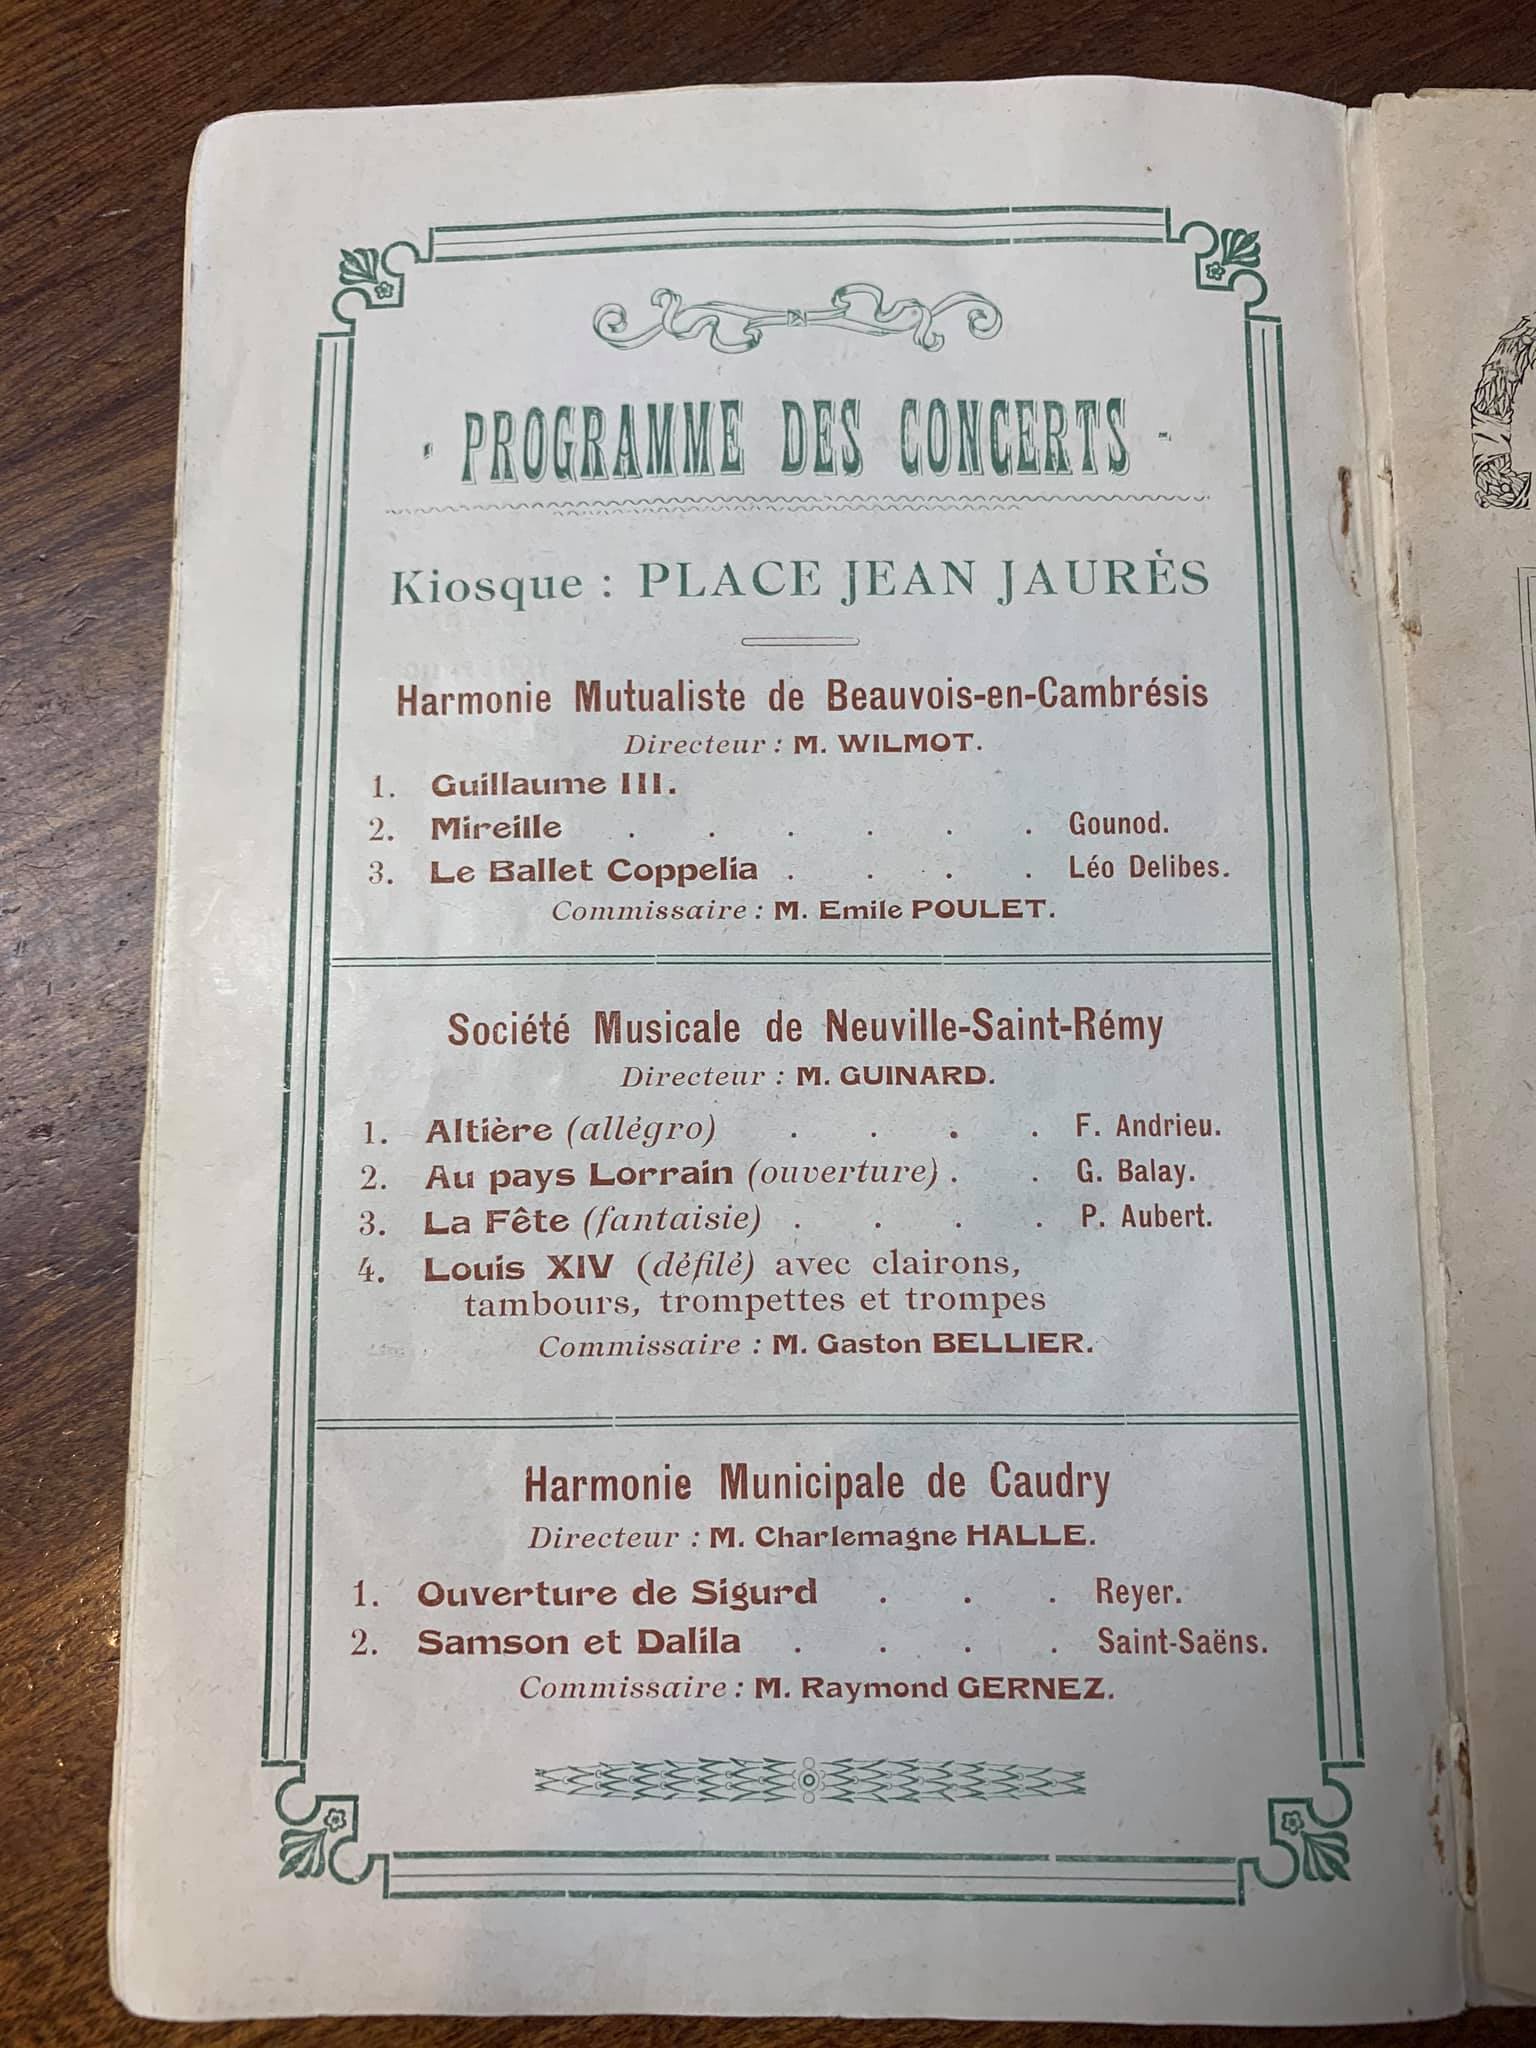 PROGRAMME DES CONCERTS
Kiosque : PLACE JEAN JAURÈS
Harmonie Mutualiste de Beauvois-en-Cambrésis
Directeur : M. WILMOT.
1. Guillaume III.
2. Mireille . . . . . . Gounod.
3. Le Ballet Coppelia . . . . Léo Delibes.
Commissaire : M. Emile POULET.
Société Musicale de Neuville-Saint-Rémy
Directeur : M. GUINARD.
1. Altière (allégro) . . . . F. Andrieu.
2. Au pays Lorrain (ouverture) . . G. Balay.
3. La Fête (fantaisie) . . . . P. Aubert.
4. Louis XIV (défilé) avec clairons,
tambours, trompettes et trompes
Commissaire : M. Gaston BELLIER.
Harmonie Municipale de Caudry
Directeur : M. Charlemagne HALLE.
1. Ouverture de Sigurd . . . Reyer.
2. Samson et Dalila . . . . Saint-Saëns.
Commissaire : M. Raymond GERNEZ.